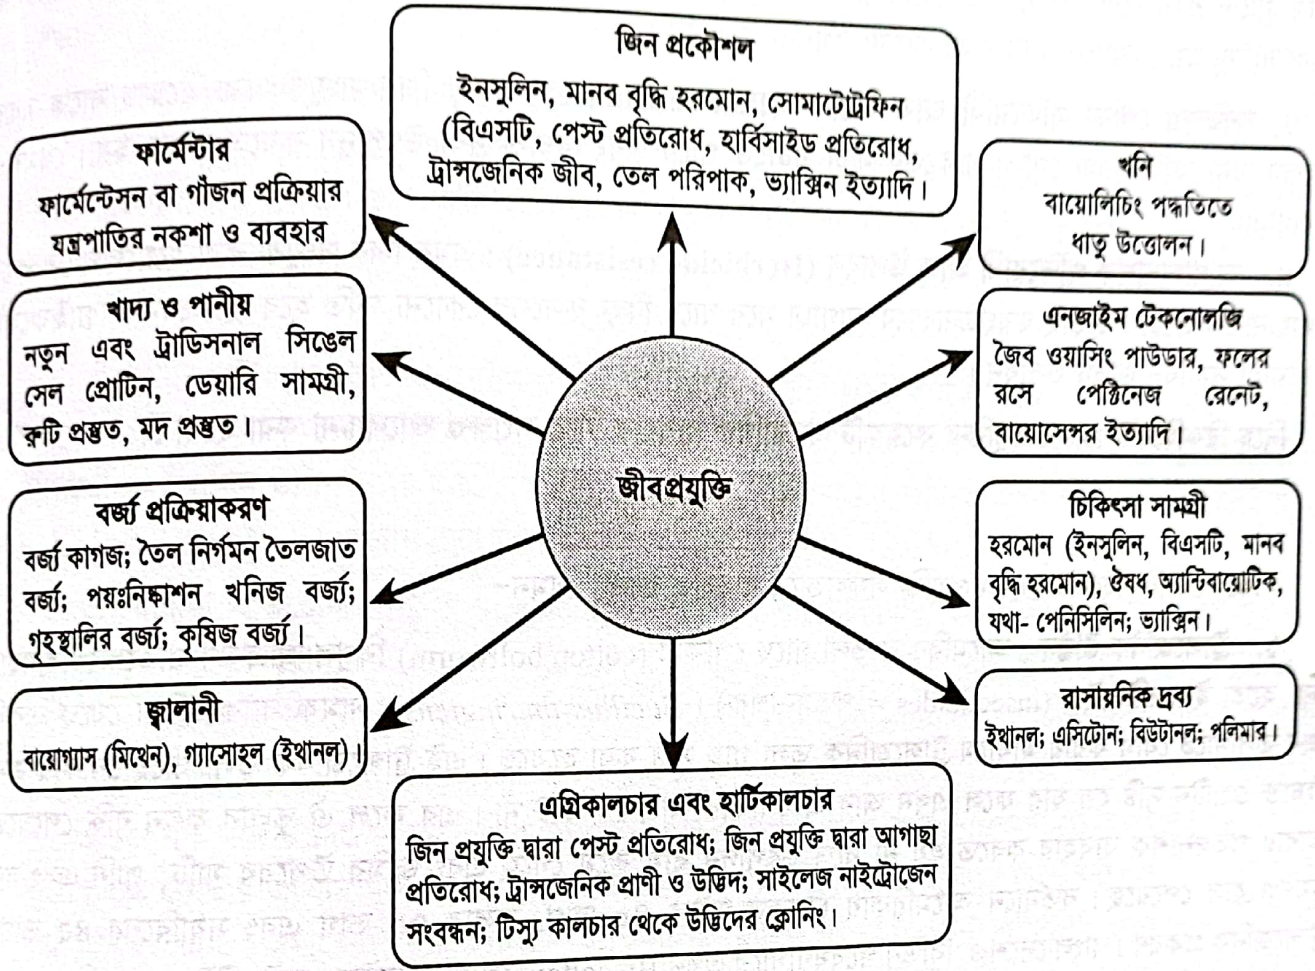 জিন প্রকৌশল
ইনসুলিন, মানব বৃদ্ধি হরমোন, সোমাটোট্রফিন
(বিএসটি, পেস্ট প্রতিরোধ, হার্বিসাইড প্রতিরোধ,
ট্রান্সজেনিক জীব, তেল পরিপাক, ভ্যাক্সিন ইত্যাদি।
ফার্মেন্টার
ফার্মেন্টেসন বা গাঁজন প্রক্রিয়ার
যন্ত্রপাতির নকশা ও ব্যবহার
খনি
বায়োলিচিং পদ্ধতিতে
ধাতু উত্তোলন।
খাদ্য ও পানীয়
নতুন এবং ট্রাডিসনাল সিঙেল
সেল প্রোটিন, ডেয়ারি সামগ্রী,
রুটি প্রস্তুত, মদ প্রস্তুত।
এনজাইম টেকনোলজি
জৈব ওয়াসিং পাউডার, ফলের
রসে পেক্টিনেজ রেনেট,
বায়োসেন্সর ইত্যাদি।
জীবপ্রযুক্তি
বর্জ্য প্রক্রিয়াকরণ
বর্জ্য কাগজ; তৈল নির্গমন তৈলজাত
বর্জ্য; পয়ঃনিষ্কাশন খনিজ বর্জ্য;
গৃহস্থালির বর্জ্য; কৃষিজ বর্জ্য।
চিকিৎসা সামগ্রী
হরমোন (ইনসুলিন, বিএসটি, মানব
বৃদ্ধি হরমোন), ঔষধ, অ্যান্টিবায়োটিক,
যথা- পেনিসিলিন; ভ্যাক্সিন।
জ্বালানী
বায়োগ্যাস (মিথেন), গ্যাসোহল (ইথানল)।
রাসায়নিক দ্রব্য
ইথানল; এসিটোন; বিউটানল; পলিমার।
এগ্রিকালচার এবং হার্টিকালচার
জিন প্রযুক্তি দ্বারা পেস্ট প্রতিরোধ; জিন প্রযুক্তি দ্বারা আগাছা
প্রতিরোধ; ট্রান্সজেনিক প্রাণী ও উদ্ভিদ; সাইলেজ নাইট্রোজেন
সংবন্ধন; টিস্যু কালচার থেকে উদ্ভিদের ক্লোনিং।